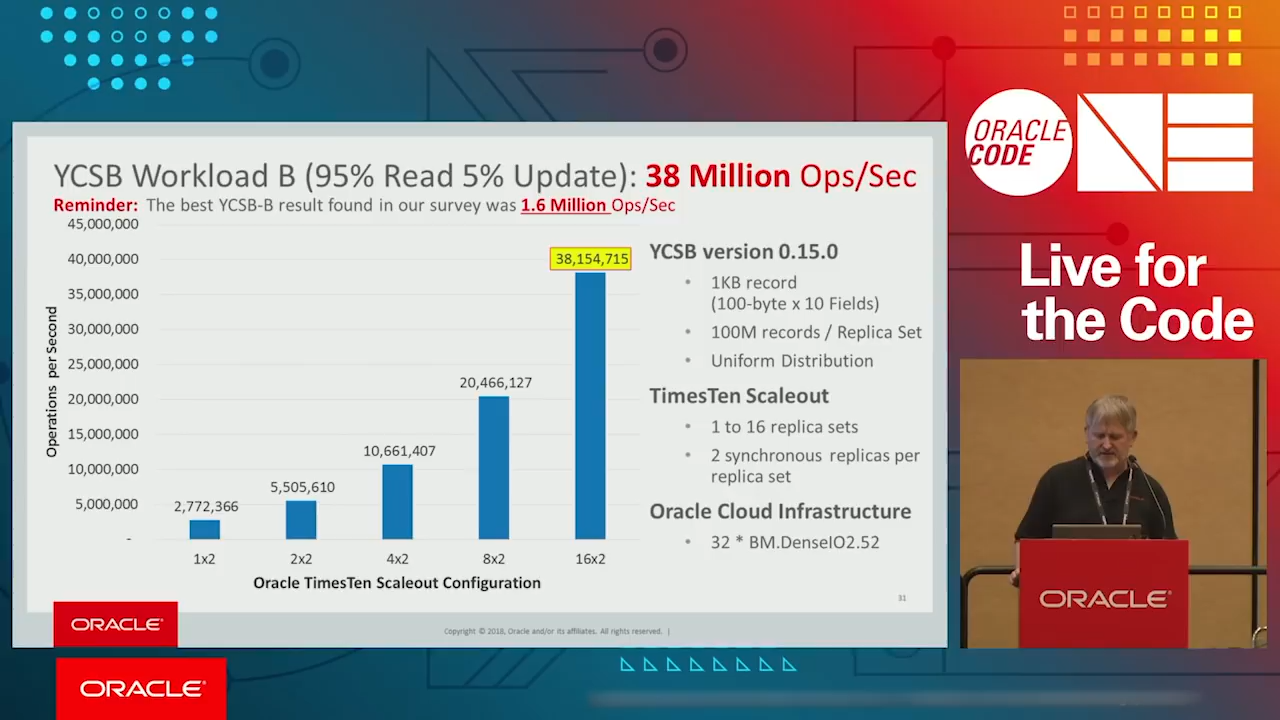 YCSB Workload B (95% Read 5% Update): 38 Million Ops/Sec
Reminder: The best YCSB-B result found in our survey was 1.6 Million Ops/Sec
45,000,000
40,000,000
35,000,000
30,000,000
25,000,000
20,000,000
15,000,000
10,000,000
5,000,000
-
Operations per Second
2,772,366
5,505,610
10,661,407
20,466,127
38,154,715
1x2
2x2
4x2
8x2
16x2
Oracle TimesTen Scaleout Configuration
YCSB version 0.15.0
• 1KB record
(100-byte x 10 Fields)
• 100M records / Replica Set
• Uniform Distribution
TimesTen Scaleout
• 1 to 16 replica sets
• 2 synchronous replicas per
replica set
Oracle Cloud Infrastructure
• 32 * BM.DenseIO2.52
31
ORACLE
Copyright © 2018, Oracle and/or its affiliates. All rights reserved. |
ORACLE
ORACLE
CODE
ONE
Live for
the Code
ORACLE